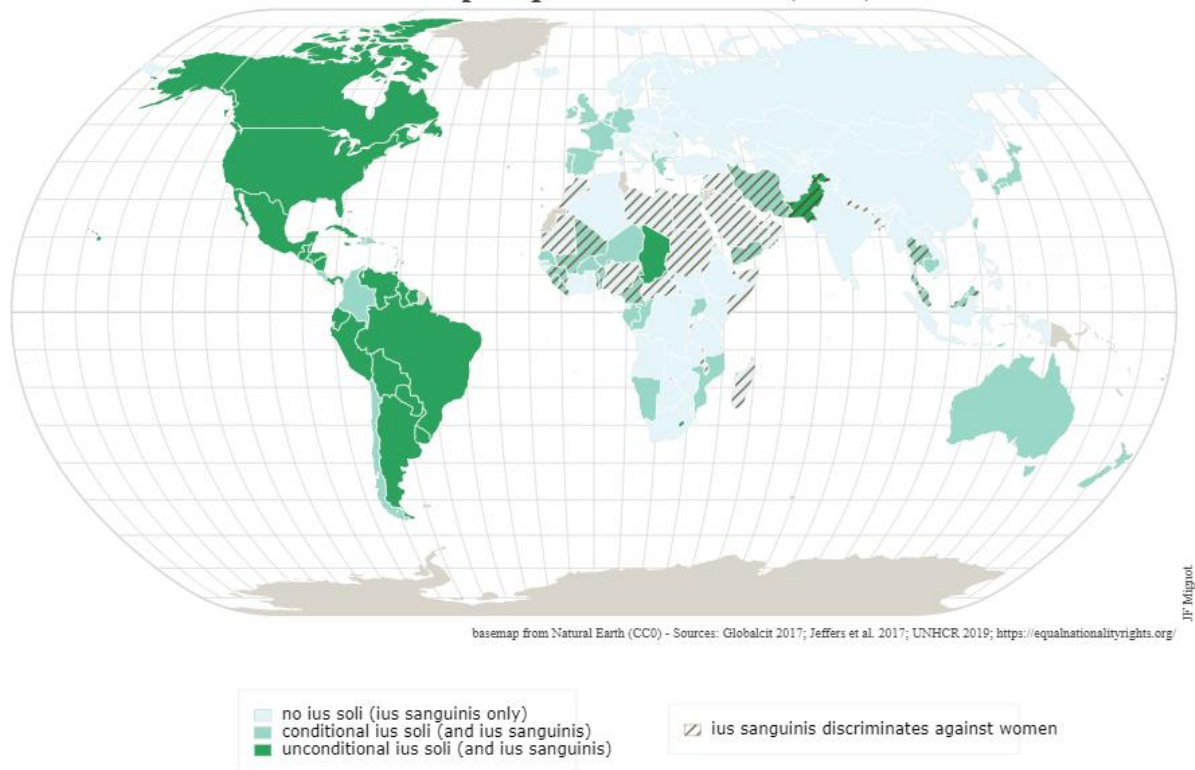 JF Mignot
basemap from Natural Earth (CC0) - Sources: Globalcit 2017; Jeffers et al. 2017; UNHCR 2019; https://equalnationalityrights.org/
no ius soli (ius sanguinis only)
conditional ius soli (and ius sanguinis)
unconditional ius soli (and ius sanguinis)
ius sanguinis discriminates against women